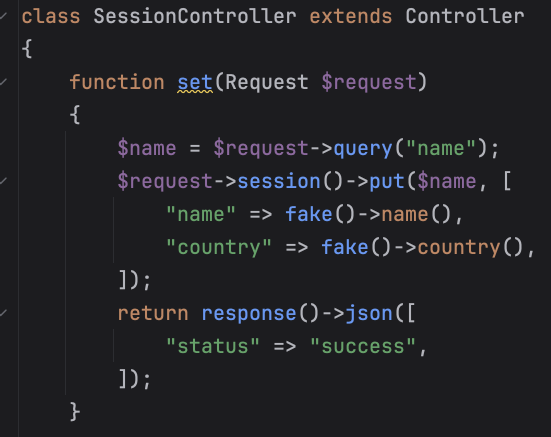 class SessionController extends Controller
{
    function set(Request $request)
    {
        $name = $request->query("name");
        $request->session()->put($name, [
            "name" => fake()->name(),
            "country" => fake()->country(),
        ]);
        return response()->json([
            "status" => "success",
        ]);
    }